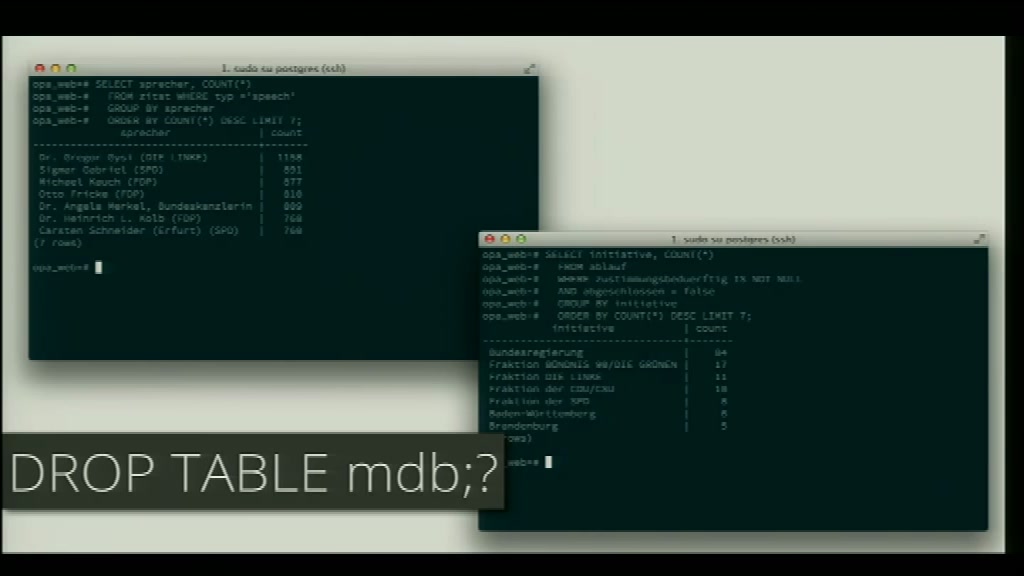 1. sudo su postgres (ssh)
opa_web=# SELECT sprecher, COUNT(*)
opa_web-# FROM zitat WHERE typ ='speech'
opa_web-# GROUP BY sprecher
opa_web-# ORDER BY COUNT(*) DESC LIMIT 7;
sprecher | count
Dr. Gregor Gysi (DIE LINKE) | 1158
Sigmar Gabriel (SPD) |
Michael Kauch (FDP) | 877
Otto Fricke (FDP) | 810
Dr. Angela Merkel, Bundeskanzlerin | 809
Dr. Heinrich L. Kolb (FDP) | 760
Carsten Schneider (Erfurt) (SPD) | 760
(7 rows)
opa_web=#
1. sudo su postgres (ssh)
opa_web=# SELECT initiative, COUNT(*)
opa_web-# FROM ablauf
opa_web-# WHERE zustimmungsbeduerftig IS NOT NULL
opa_web-# AND abgeschlossen = false
opa_web-# GROUP BY initiative
opa_web-# ORDER BY COUNT(*) DESC LIMIT 7;
initiative | count
Bundesregierung | 84
Fraktion BÜNDNIS 90/DIE GRÜNEN | 17
Fraktion DIE LINKE | 11
Fraktion der CDU/CSU | 10
Fraktion der SPD | 8
Baden-Württemberg | 6
Brandenburg | 5
rows)
_web=#
DROP TABLE mdb;?